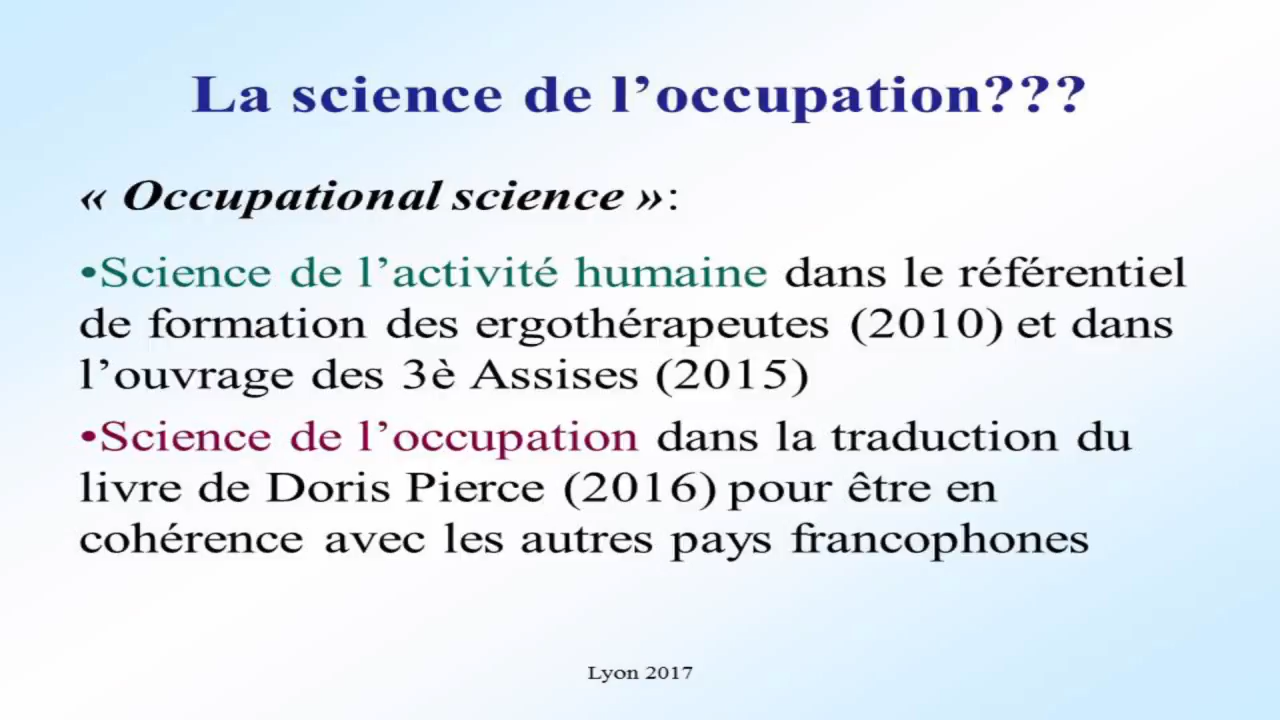 La science de l’occupation???
« Occupational science »:
•Science de l’activité humaine dans le référentiel
de formation des ergothérapeutes (2010) et dans
l’ouvrage des 3è Assises (2015)
•Science de l’occupation dans la traduction du
livre de Doris Pierce (2016) pour être en
cohérence avec les autres pays francophones
Lyon 2017